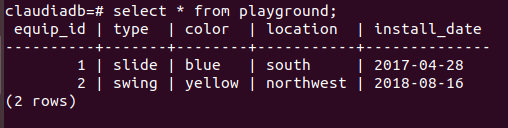 claudiadb=# select * from playground;
 equip_id | type  | color  | location  | install_date
----------+-------+--------+-----------+--------------
        1 | slide | blue   | south     | 2017-04-28
        2 | swing | yellow | northwest | 2018-08-16
(2 rows)